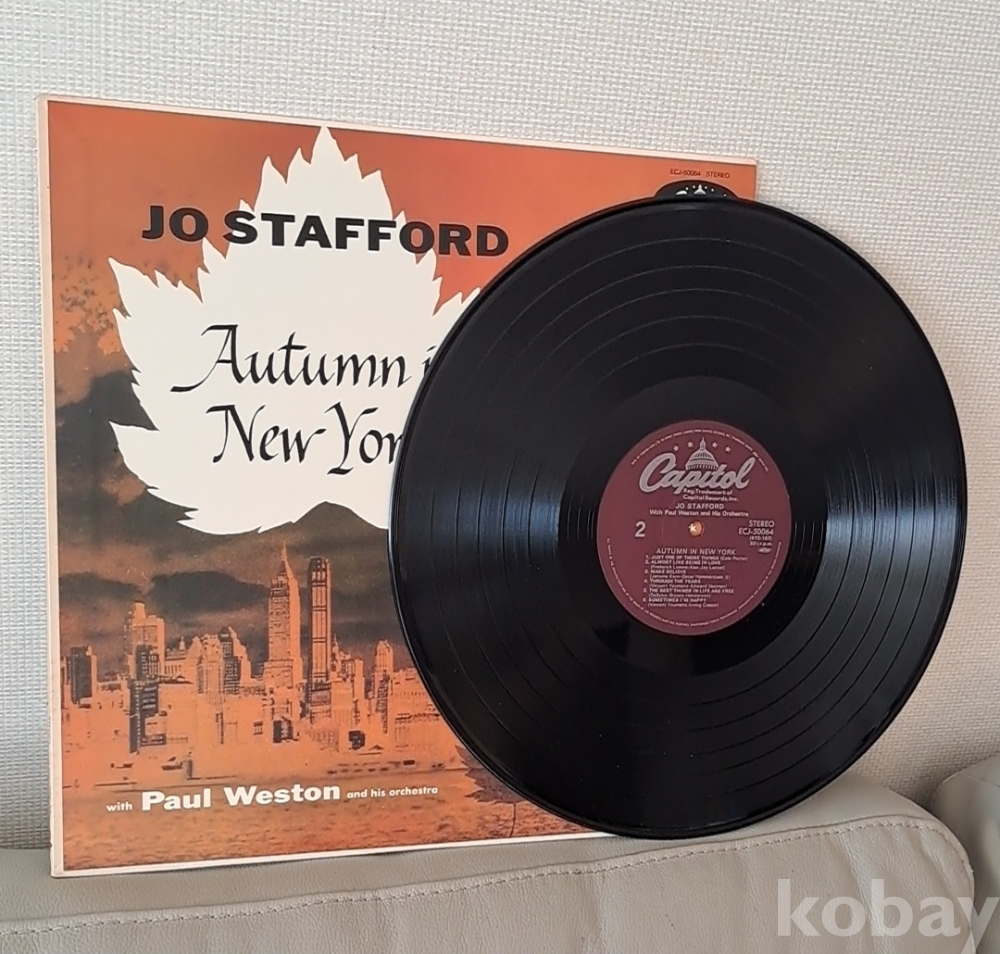 ECJ-50064 STEREO
JO STAFFORD
Autumn
New York
with Paul Weston and his orchestra
Capitol
Reg. Trademark of
Capitol Records, Inc.
JO STAFFORD
With Paul Weston and His Orchestra
2
STEREO
ECJ-50064
AUTUMN IN NEW YORK
1. JUST ONE OF THOSE THINGS (Cole Porter)
2. ALMOST LIKE BEING IN LOVE
3. MAKE BELIEVE
4. THROUGH THE YEARS
5. THE BEST THINGS IN LIFE ARE FREE
6. SOMETIMES I'M HAPPY
kobay